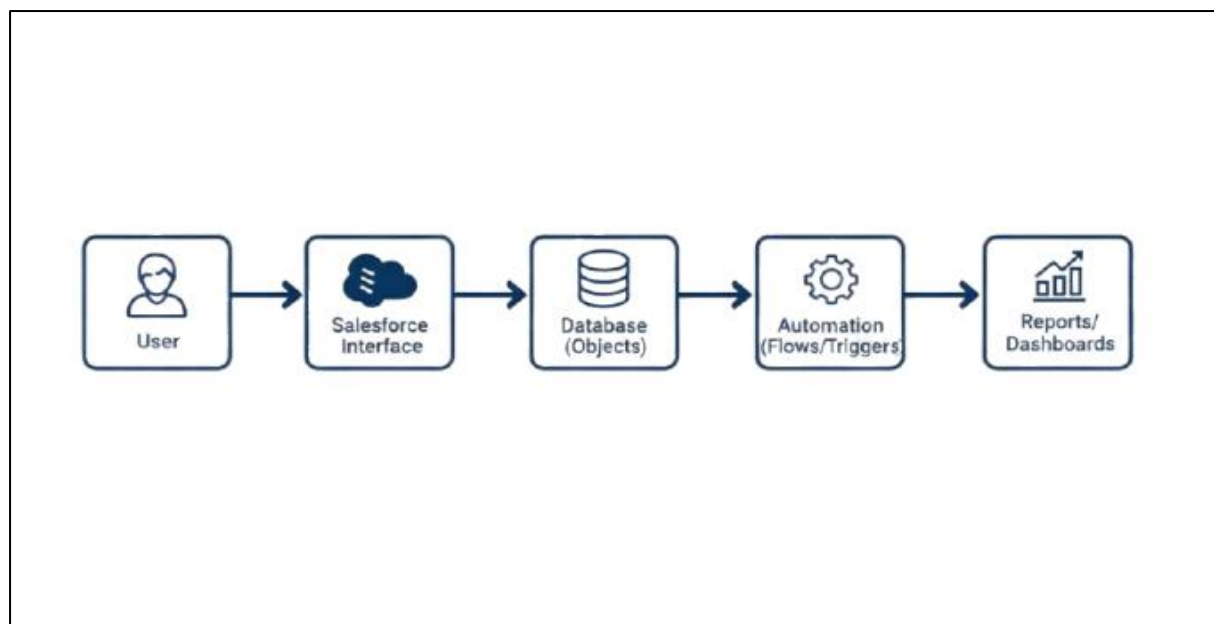 User
Salesforce
Interface
Database
(Objects)
Automation
(Flows/Triggers)
Reports/
Dashboards